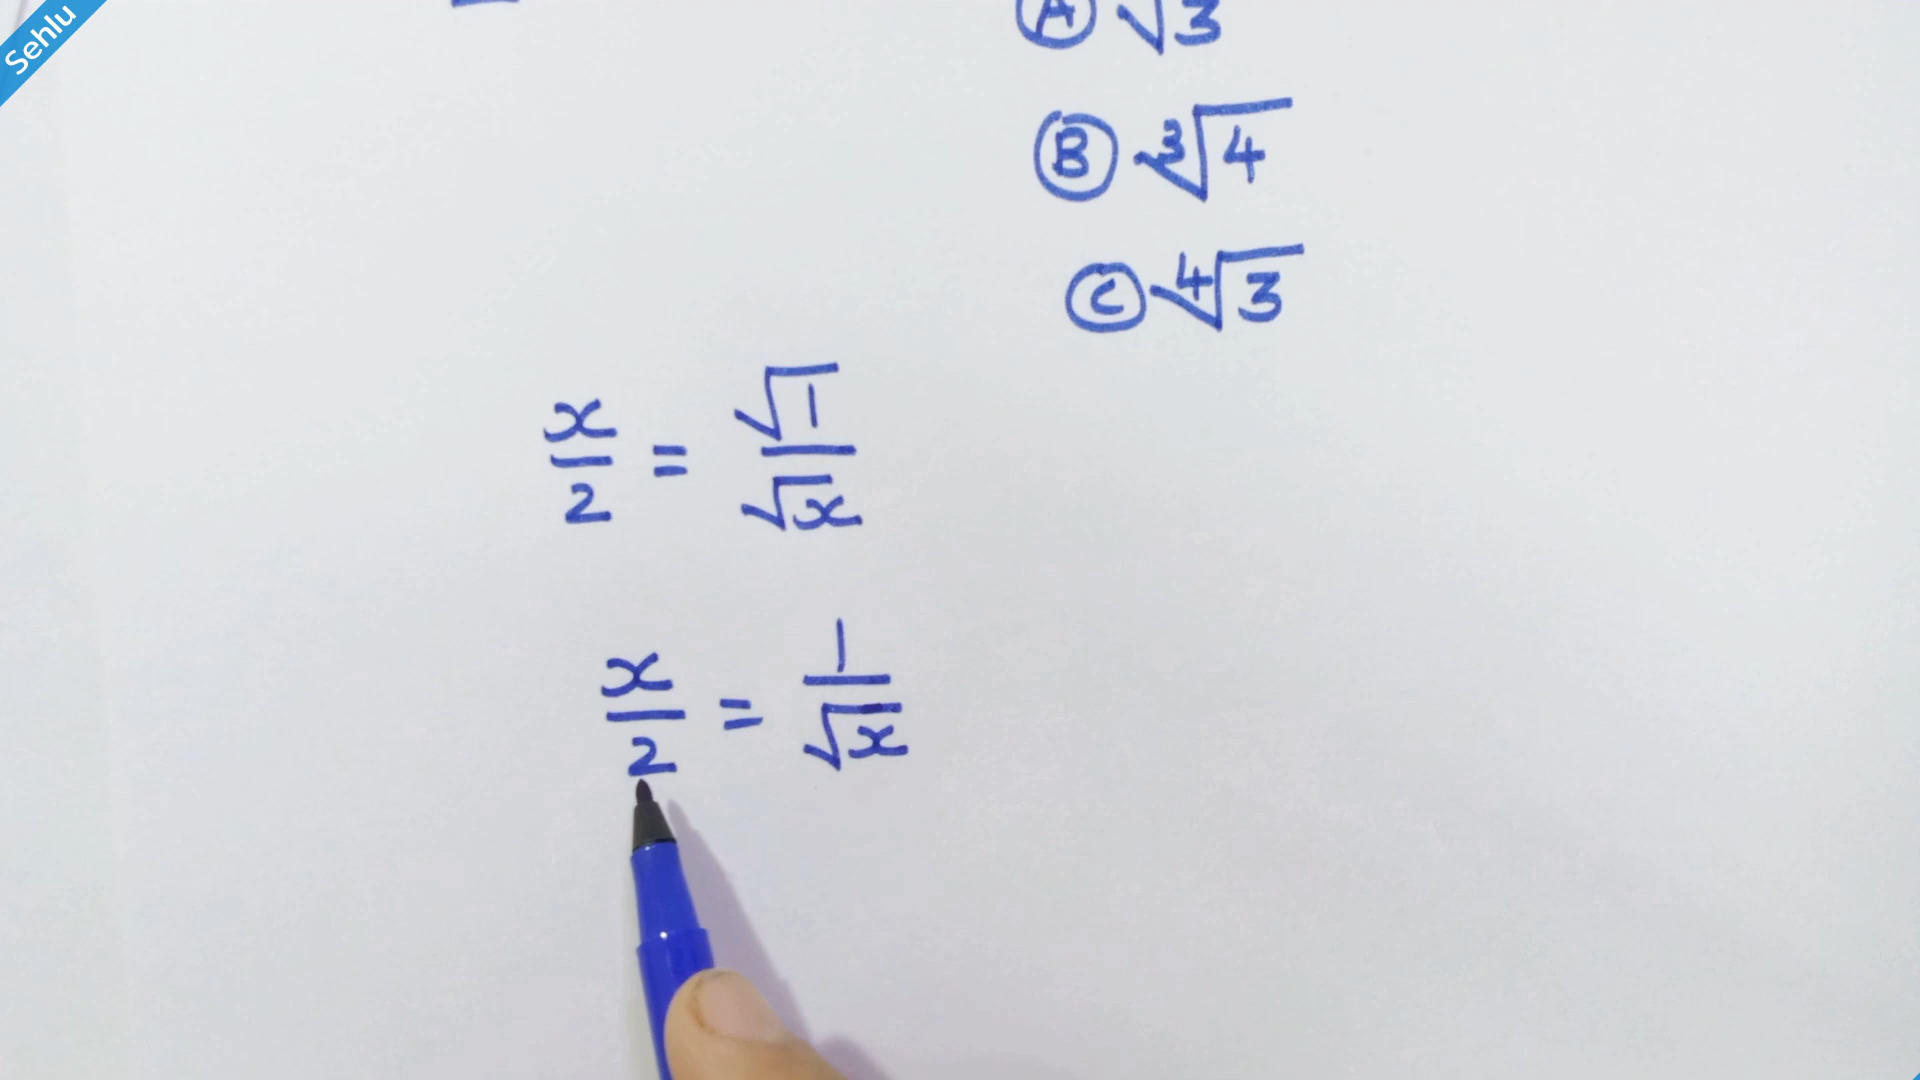 Sehlu
Ⓐ √3
Ⓑ ∛4
Ⓒ ∜3
x/2 = √1/√x
x/2 = 1/√x